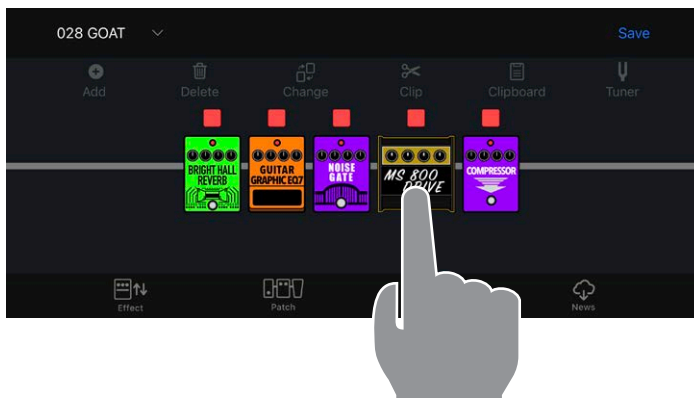 028 GOAT
Save
Add
Delete
Change
Clip
Clipboard
Tuner
BRIGHT HALL
REVERB
GUITAR
GRAPHIC EQ7
NOISE
GATE
MS 800
DRIVE
COMPRESSOR
Effect
Patch
News